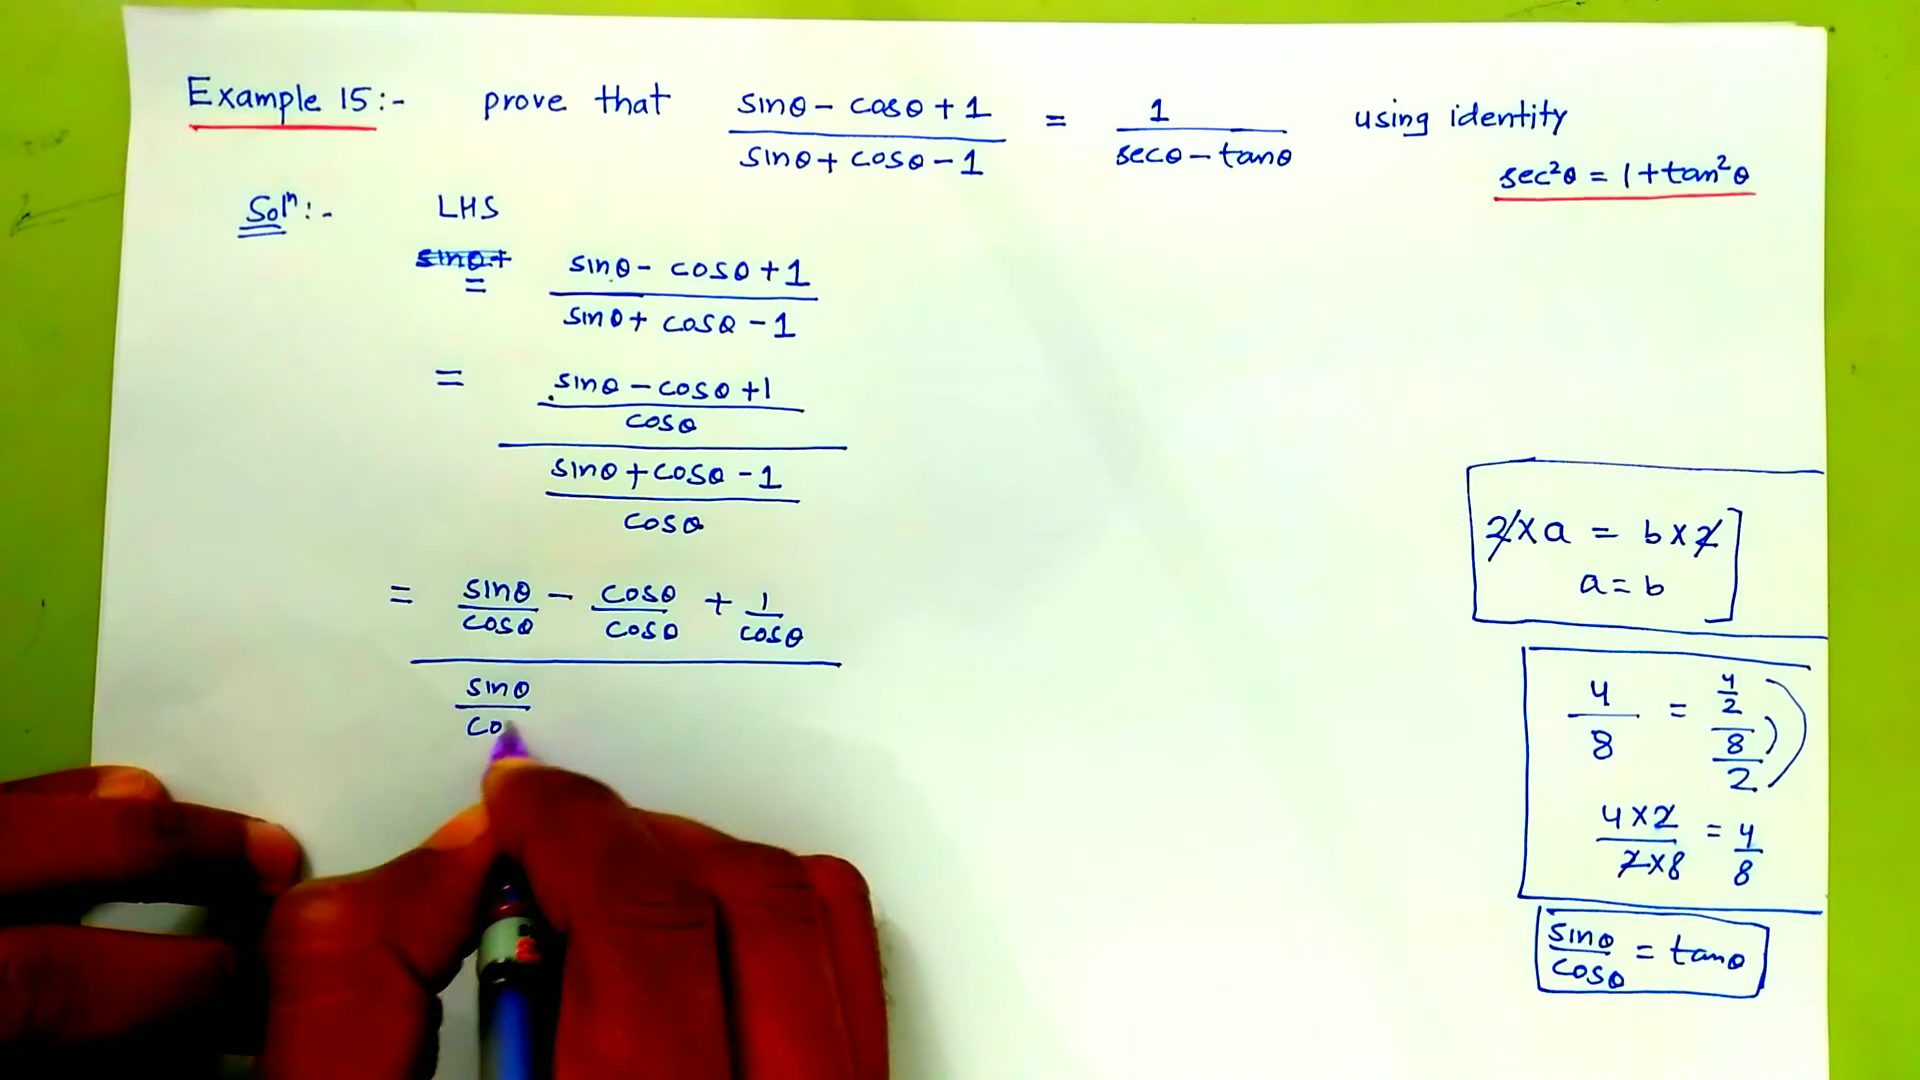 Example 15:- prove that sinθ - cosθ + 1 / sinθ + cosθ - 1 = 1 / secθ - tanθ using identity
sec²θ = 1 + tan²θ
Solⁿ:- LHS
sinθ+
= sinθ - cosθ + 1 / sinθ + cosθ - 1
= sinθ - cosθ + 1 / cosθ
sinθ + cosθ - 1 / cosθ
= sinθ/cosθ - cosθ/cosθ + 1/cosθ
sinθ
co
2×a = b×2
a = b
4/8 = 4/2 / 8/2
4×2 / 2×8 = 4/8
sinθ/cosθ = tanθ